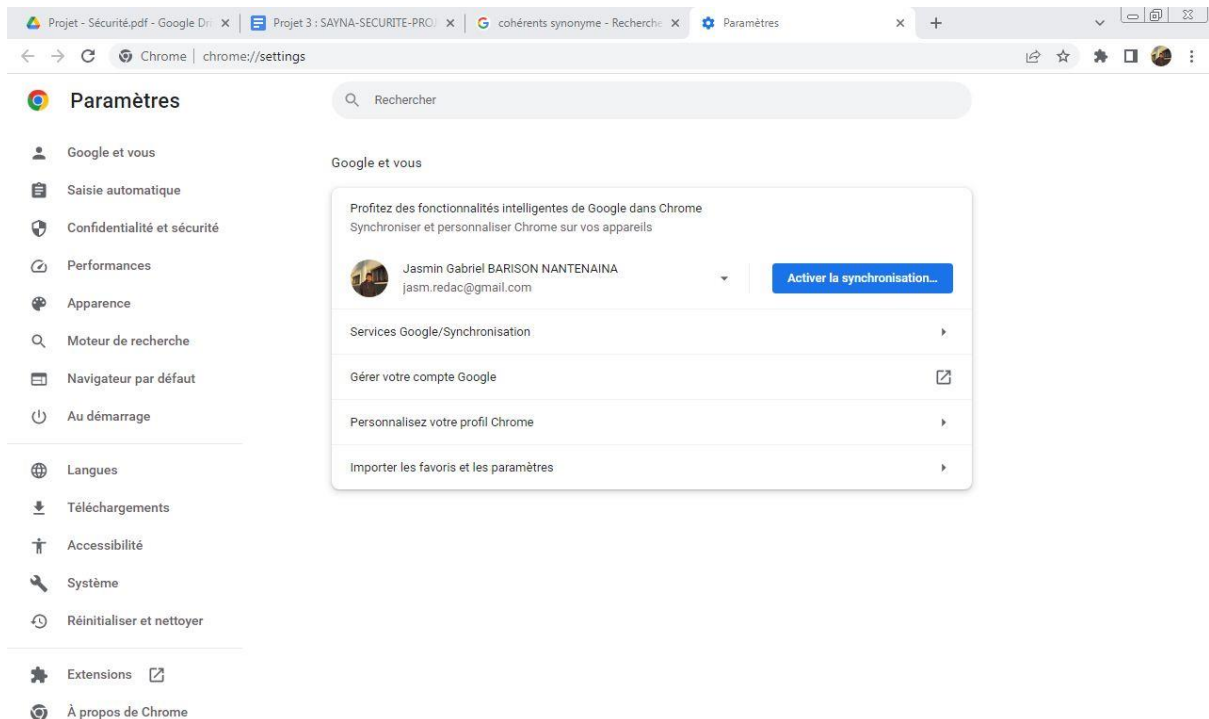 Projet - Sécurité.pdf - Google Dri
Projet 3 : SAYNA-SECURITE-PROJ
cohérents synonyme - Recherche
Paramètres
Chrome | chrome://settings
Paramètres
Rechercher
Google et vous
Saisie automatique
Confidentialité et sécurité
Performances
Apparence
Moteur de recherche
Navigateur par défaut
Au démarrage
Langues
Téléchargements
Accessibilité
Système
Réinitialiser et nettoyer
Extensions
À propos de Chrome
Google et vous
Profitez des fonctionnalités intelligentes de Google dans Chrome
Synchroniser et personnaliser Chrome sur vos appareils
Jasmin Gabriel BARISON NANTENAINA
jasm.redac@gmail.com
Activer la synchronisation...
Services Google/Synchronisation
Gérer votre compte Google
Personnalisez votre profil Chrome
Importer les favoris et les paramètres